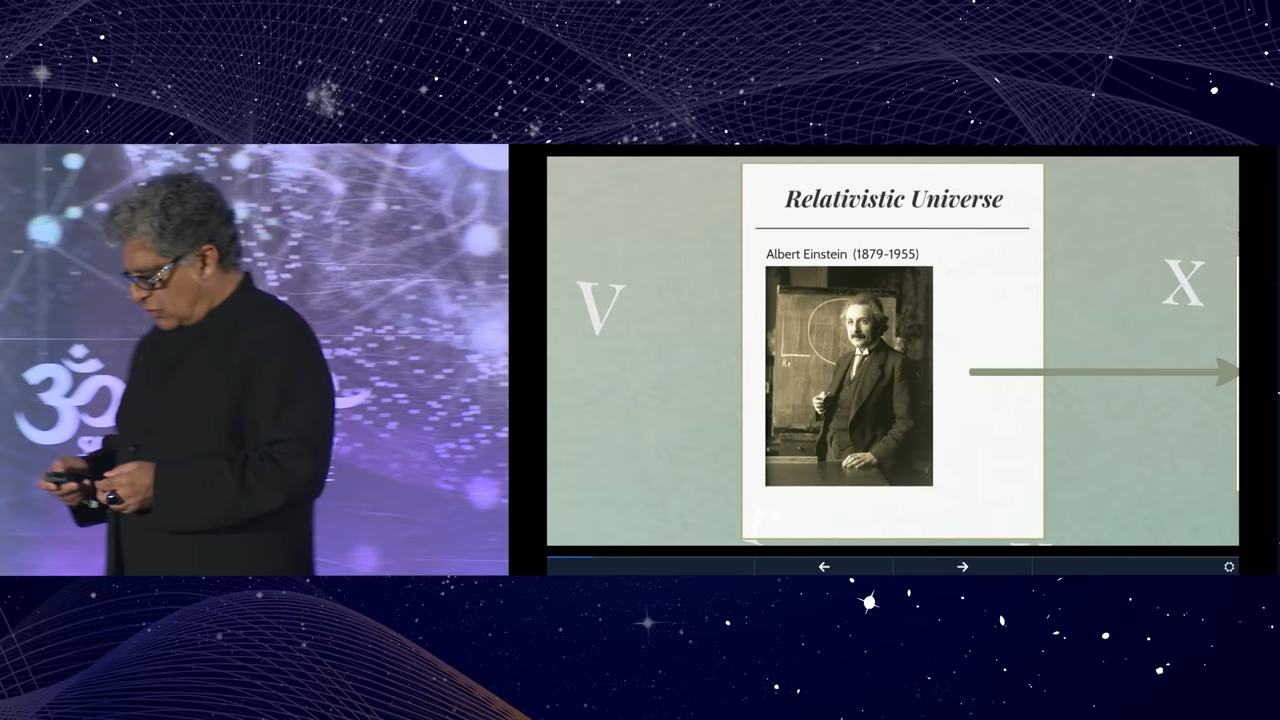 ॐ
Relativistic Universe
Albert Einstein (1879-1955)
V
X